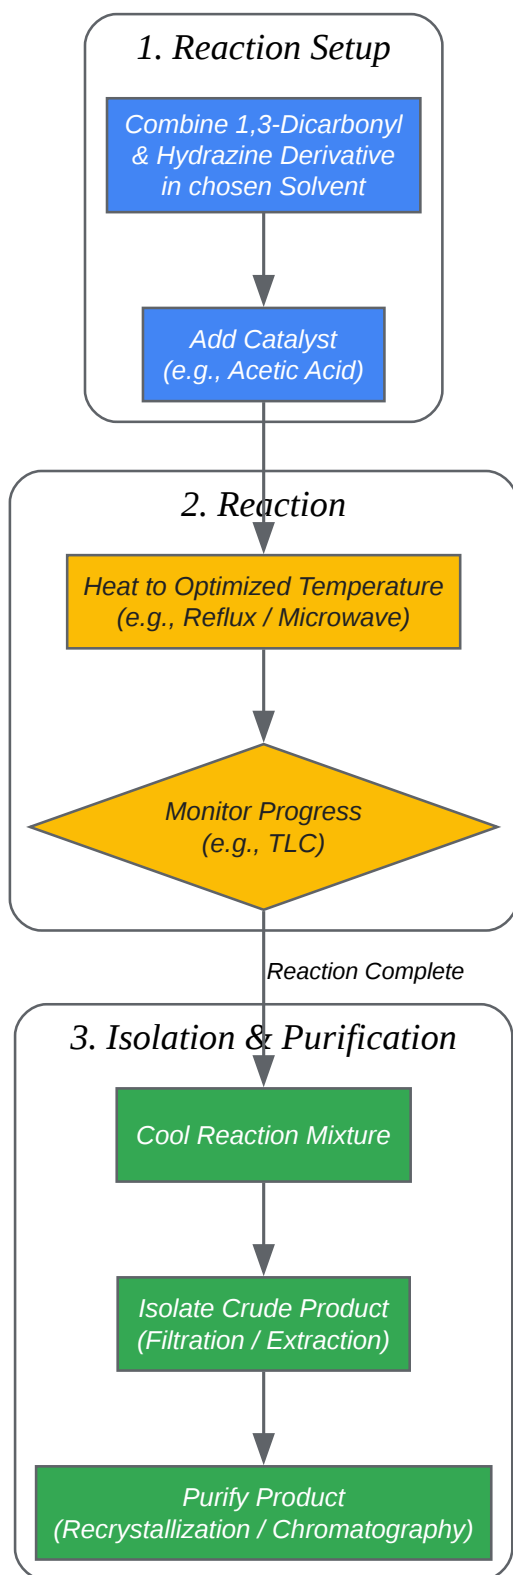 1. Reaction Setup
Combine 1,3-Dicarbonyl
& Hydrazine Derivative
in chosen Solvent
Add Catalyst
(e.g., Acetic Acid)
2. Reaction
Heat to Optimized Temperature
(e.g., Reflux / Microwave)
Monitor Progress
(e.g., TLC)
Reaction Complete
3. Isolation & Purification
Cool Reaction Mixture
Isolate Crude Product
(Filtration / Extraction)
Purify Product
(Recrystallization / Chromatography)